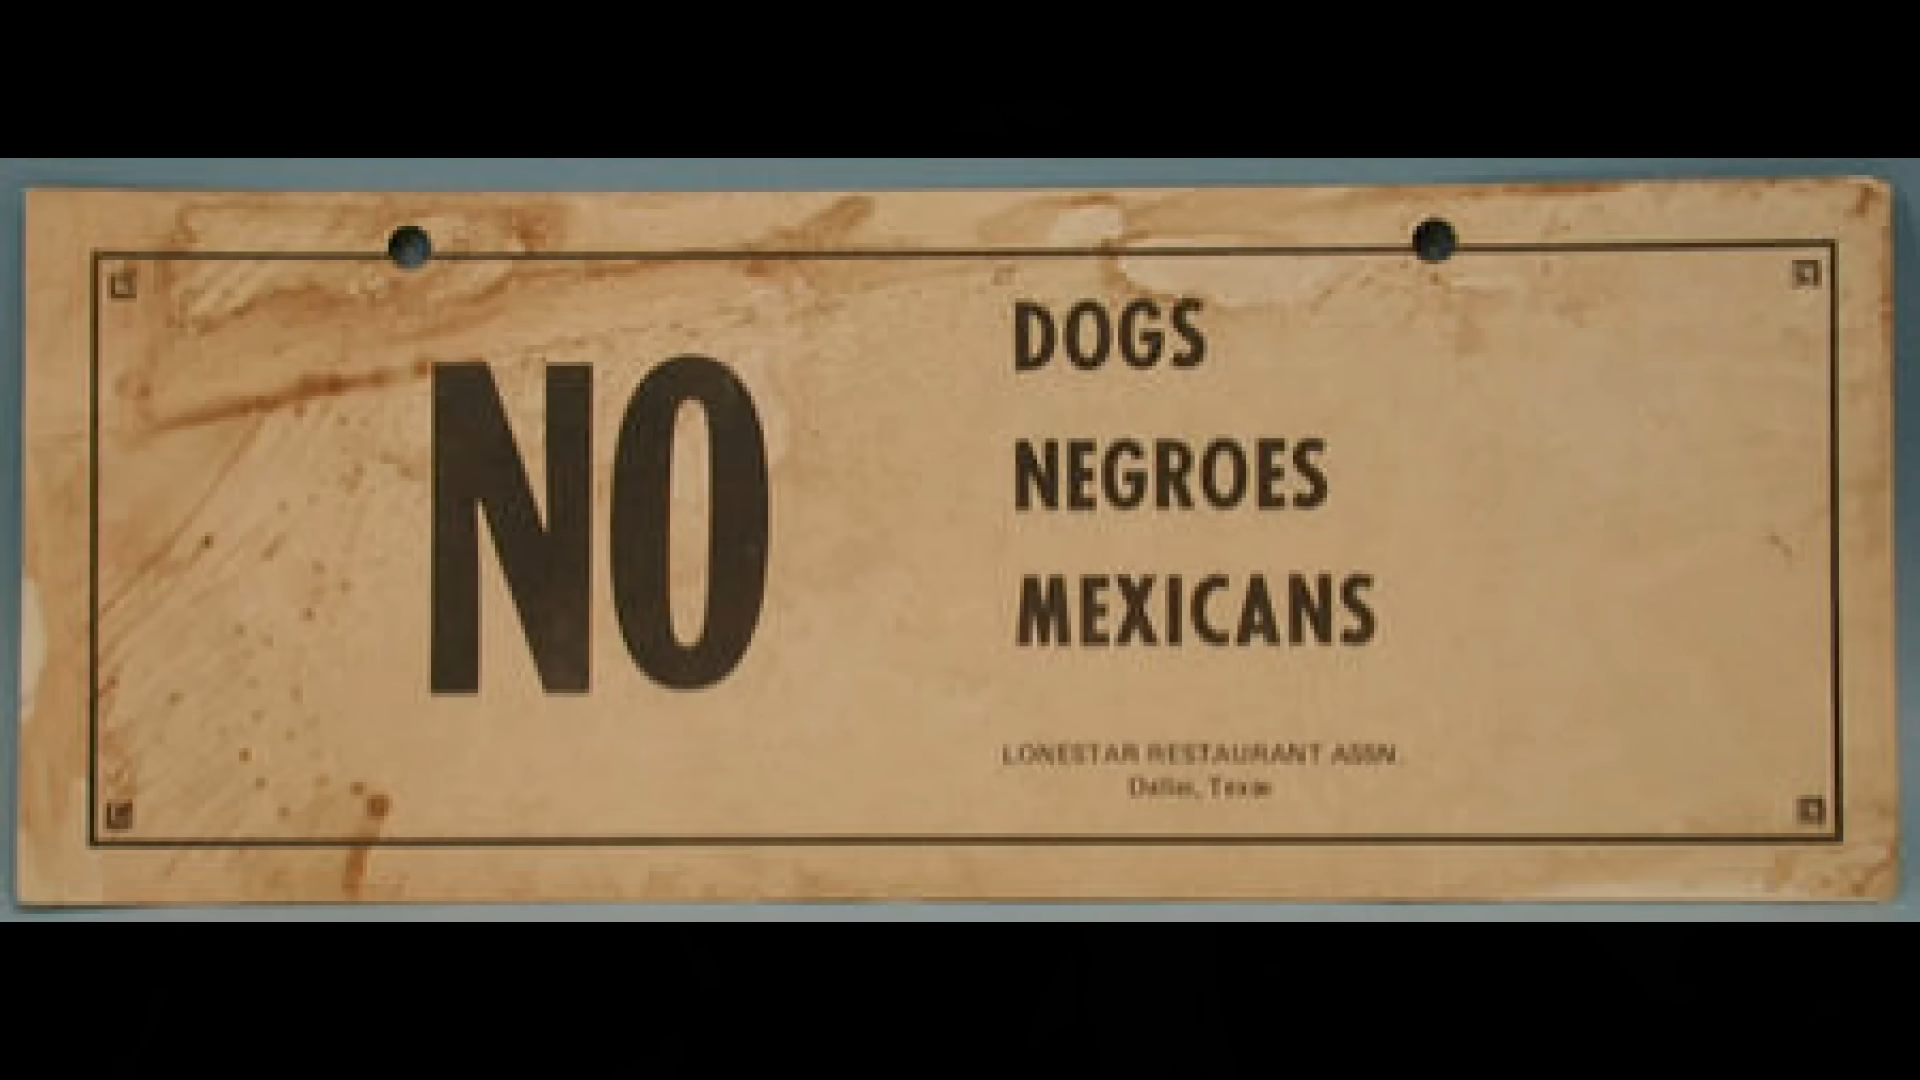 NO
DOGS
NEGROES
MEXICANS
LONESTAR RESTAURANT ASSN.
Dallas, Texas